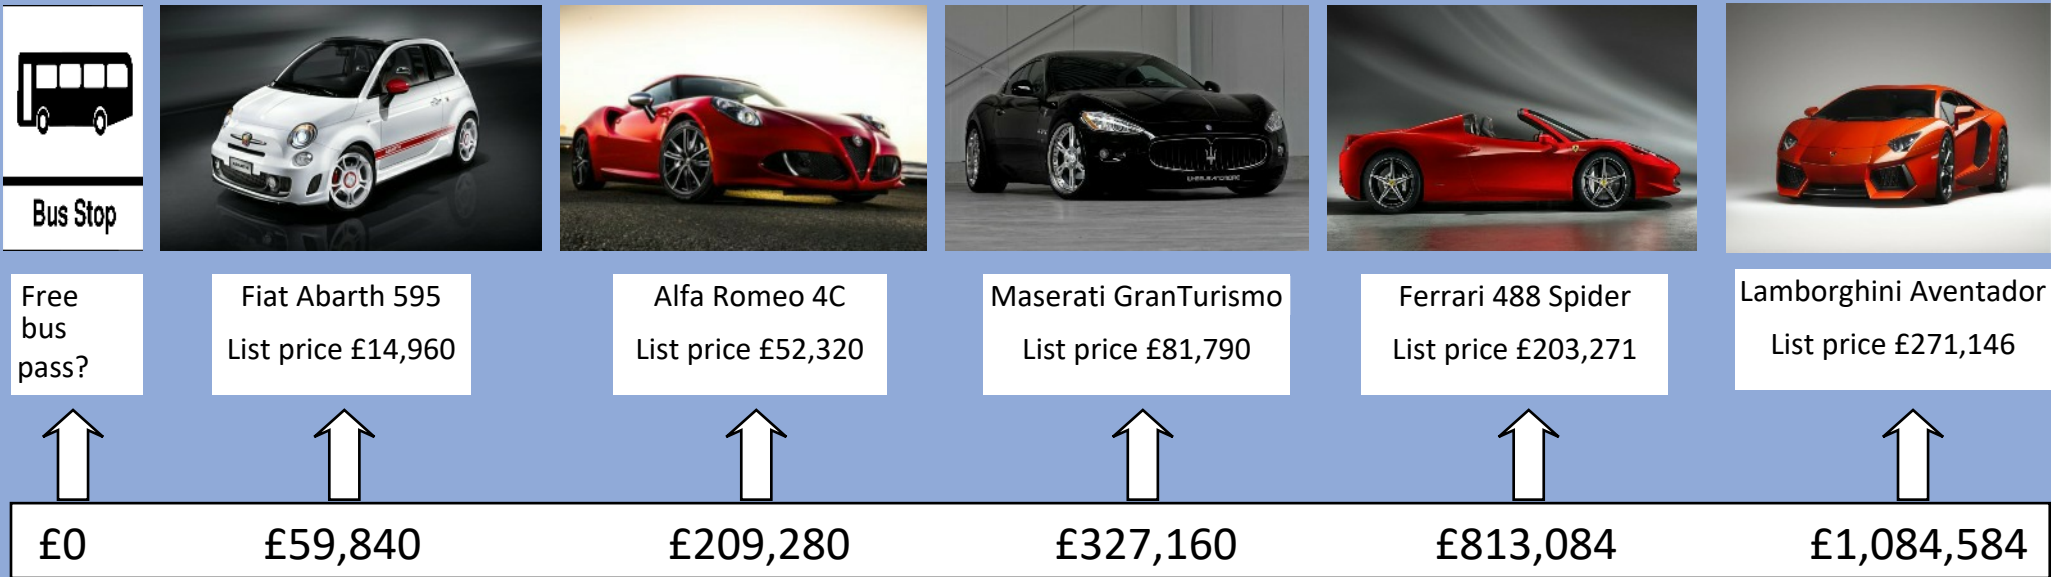 Bus Stop
Free
bus
pass?
Fiat Abarth 595
List price £14,960
Alfa Romeo 4C
List price £52,320
Maserati GranTurismo
List price £81,790
Ferrari 488 Spider
List price £203,271
Lamborghini Aventador
List price £271,146
£0
£59,840
£209,280
£327,160
£813,084
£1,084,584